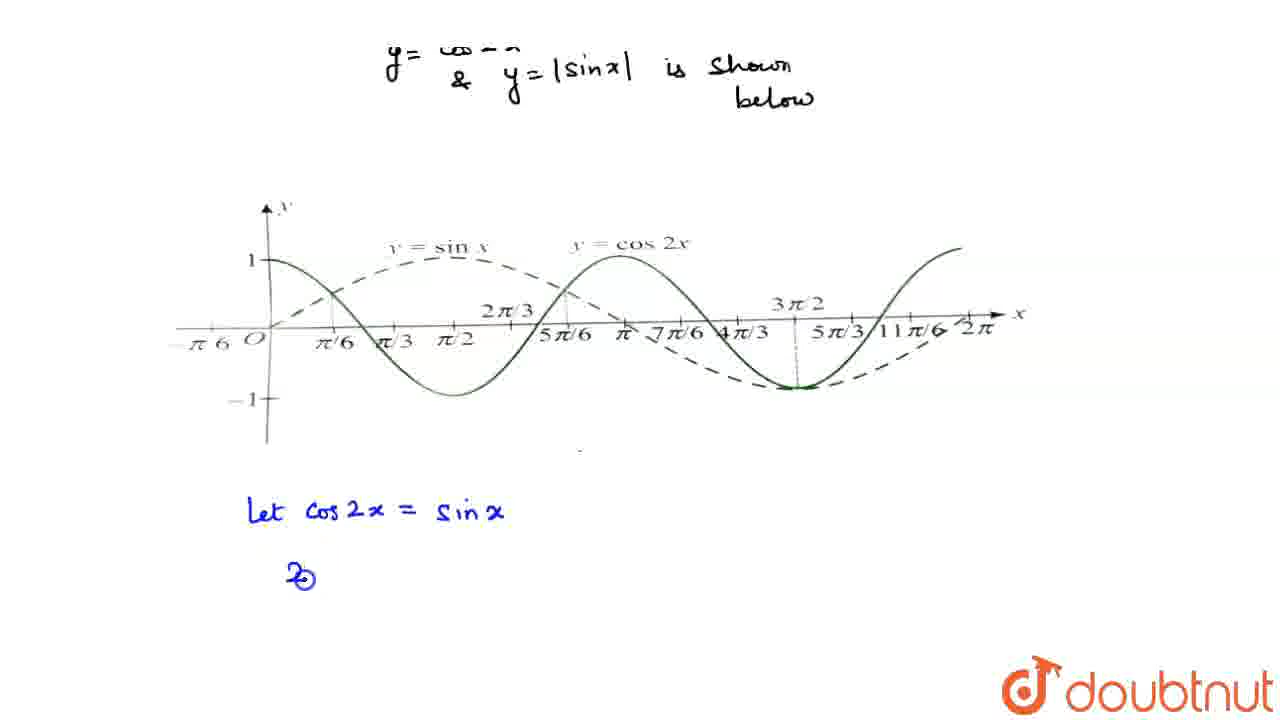 y =
& y = |sin x| is shown
below
y
y = sin x
y = cos 2x
1
2π/3
3π/2
x
π 6 O π/6 π/3 π/2 5π/6 π 7π/6 4π/3 5π/3 11π/6 2π
−1
Let cos 2x = sin x
2
doubtnut